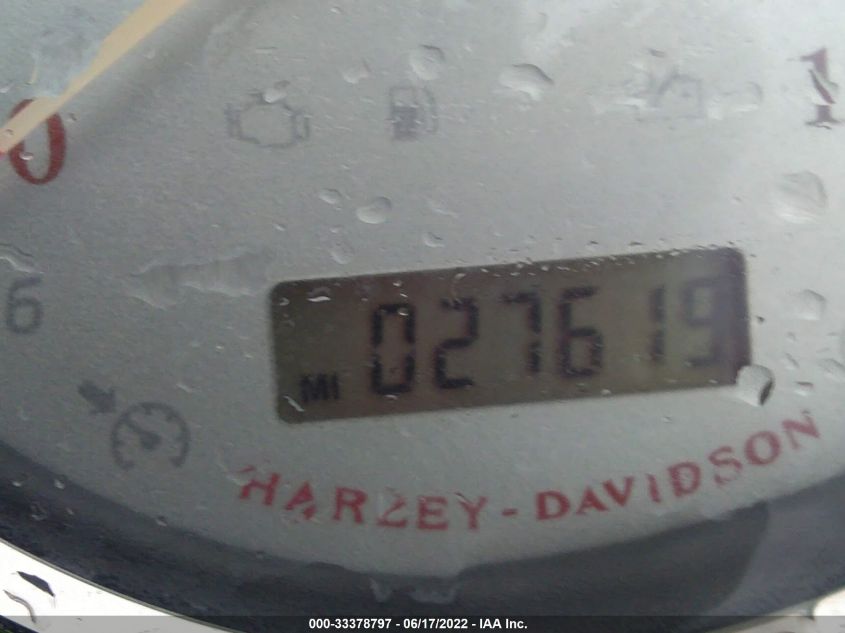 0
1
6
MI 027619
HARLEY-DAVIDSON
000-33378797 - 06/17/2022 - IAA Inc.